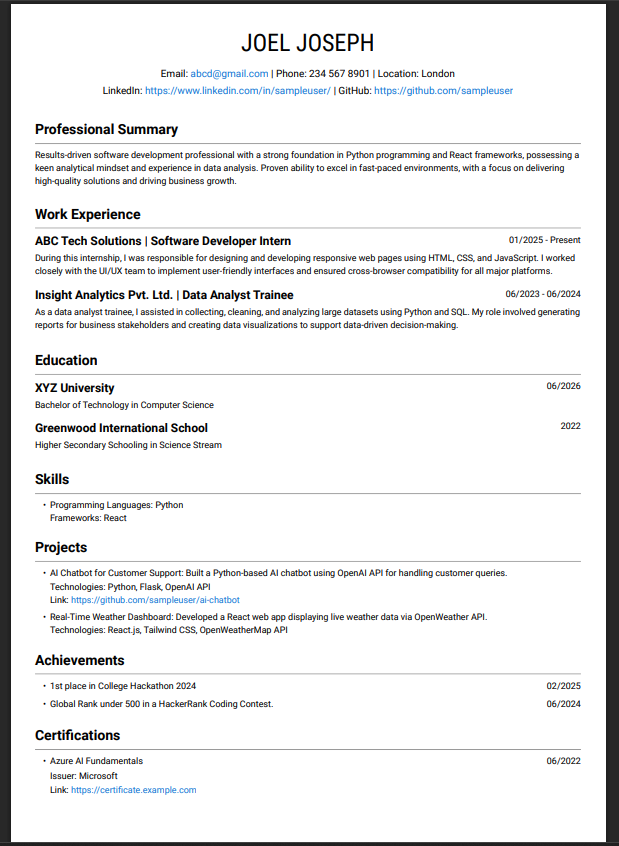 JOEL JOSEPH
Email: abcd@gmail.com | Phone: 234 567 8901 | Location: London
LinkedIn: https://www.linkedin.com/in/sampleuser/ | GitHub: https://github.com/sampleuser
Professional Summary
Results-driven software development professional with a strong foundation in Python programming and React frameworks, possessing a
keen analytical mindset and experience in data analysis. Proven ability to excel in fast-paced environments, with a focus on delivering
high-quality solutions and driving business growth.
Work Experience
ABC Tech Solutions | Software Developer Intern 01/2025 - Present
During this internship, I was responsible for designing and developing responsive web pages using HTML, CSS, and JavaScript. I worked
closely with the UI/UX team to implement user-friendly interfaces and ensured cross-browser compatibility for all major platforms.
Insight Analytics Pvt. Ltd. | Data Analyst Trainee 06/2023 - 06/2024
As a data analyst trainee, I assisted in collecting, cleaning, and analyzing large datasets using Python and SQL. My role involved generating
reports for business stakeholders and creating data visualizations to support data-driven decision-making.
Education
XYZ University 06/2026
Bachelor of Technology in Computer Science
Greenwood International School 2022
Higher Secondary Schooling in Science Stream
Skills
• Programming Languages: Python
Frameworks: React
Projects
• AI Chatbot for Customer Support: Built a Python-based AI chatbot using OpenAI API for handling customer queries.
Technologies: Python, Flask, OpenAI API
Link: https://github.com/sampleuser/ai-chatbot
• Real-Time Weather Dashboard: Developed a React web app displaying live weather data via OpenWeather API.
Technologies: React.js, Tailwind CSS, OpenWeatherMap API
Achievements
• 1st place in College Hackathon 2024 02/2025
• Global Rank under 500 in a HackerRank Coding Contest. 06/2024
Certifications
• Azure AI Fundamentals 06/2022
Issuer: Microsoft
Link: https://certificate.example.com